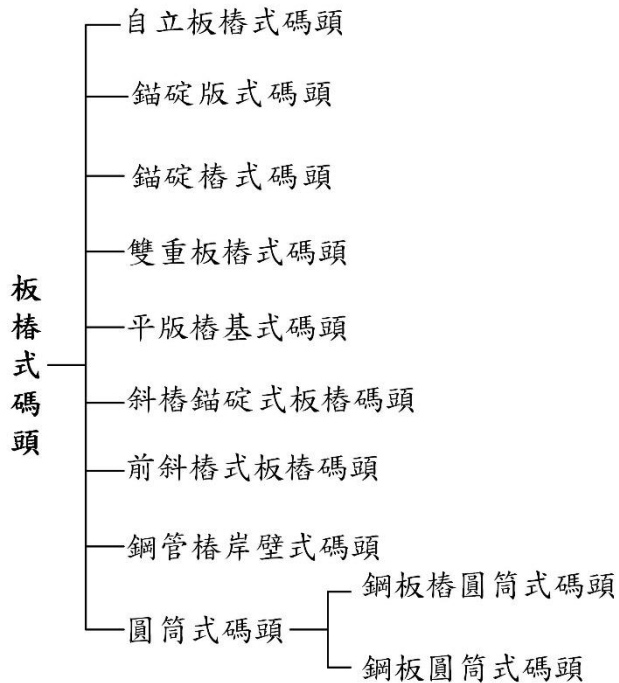 板樁式碼頭
自立板樁式碼頭
錨碇版式碼頭
錨碇樁式碼頭
雙重板樁式碼頭
平版樁基式碼頭
斜樁錨碇式板樁碼頭
前斜樁式板樁碼頭
鋼管樁岸壁式碼頭
圓筒式碼頭
鋼板樁圓筒式碼頭
鋼板圓筒式碼頭